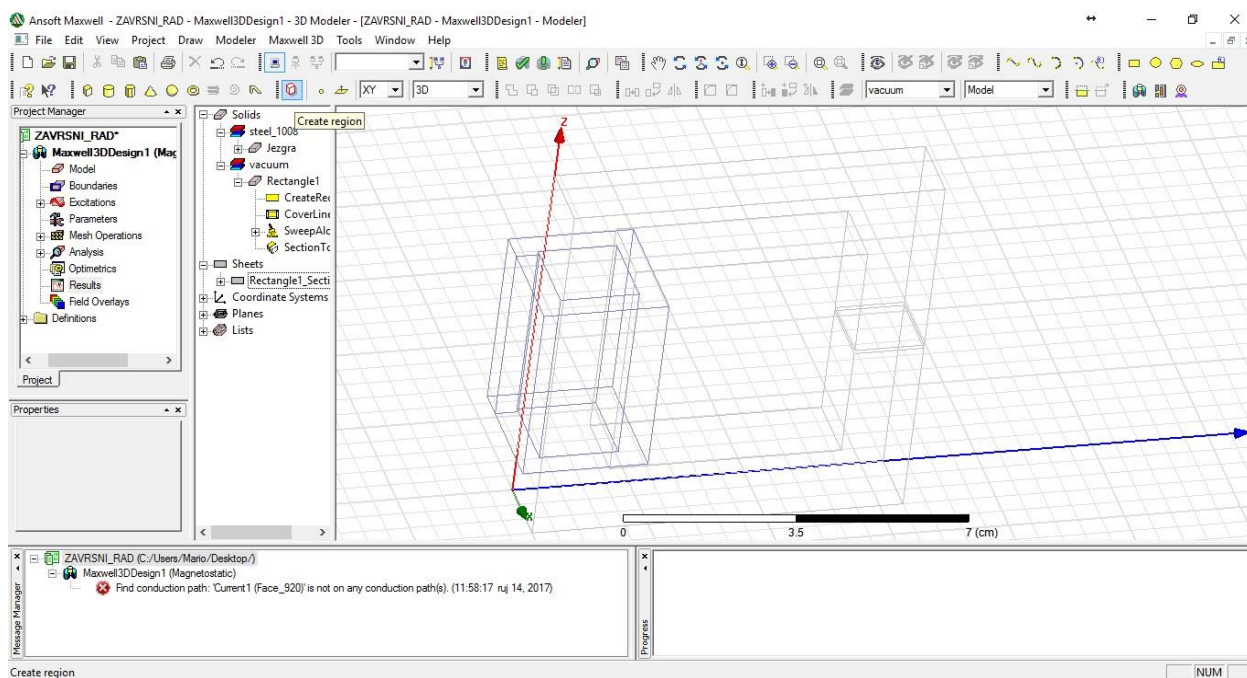 Ansoft Maxwell - ZAVRSNI_RAD - Maxwell3DDesign1 - 3D Modeler - [ZAVRSNI_RAD - Maxwell3DDesign1 - Modeler]
File Edit View Project Draw Modeler Maxwell 3D Tools Window Help
XY 3D vacuum Model
Create region
Project Manager
ZAVRSNI_RAD*
Maxwell3DDesign1 (Mag
Model
Boundaries
Excitations
Parameters
Mesh Operations
Analysis
Optimetrics
Results
Field Overlays
Definitions
Project
Properties
Solids
steel_1008
Jezgra
vacuum
Rectangle1
CreateRec
CoverLine
SweepAlo
SectionTo
Sheets
Rectangle1_Secti
Coordinate Systems
Planes
Lists
Z
X
0 3.5 7 (cm)
Message Manager
ZAVRSNI_RAD (C:/Users/Mario/Desktop/)
Maxwell3DDesign1 (Magnetostatic)
Find conduction path: 'Current1 (Face_920)' is not on any conduction path(s). (11:58:17 ruj 14, 2017)
Progress
Create region
NUM